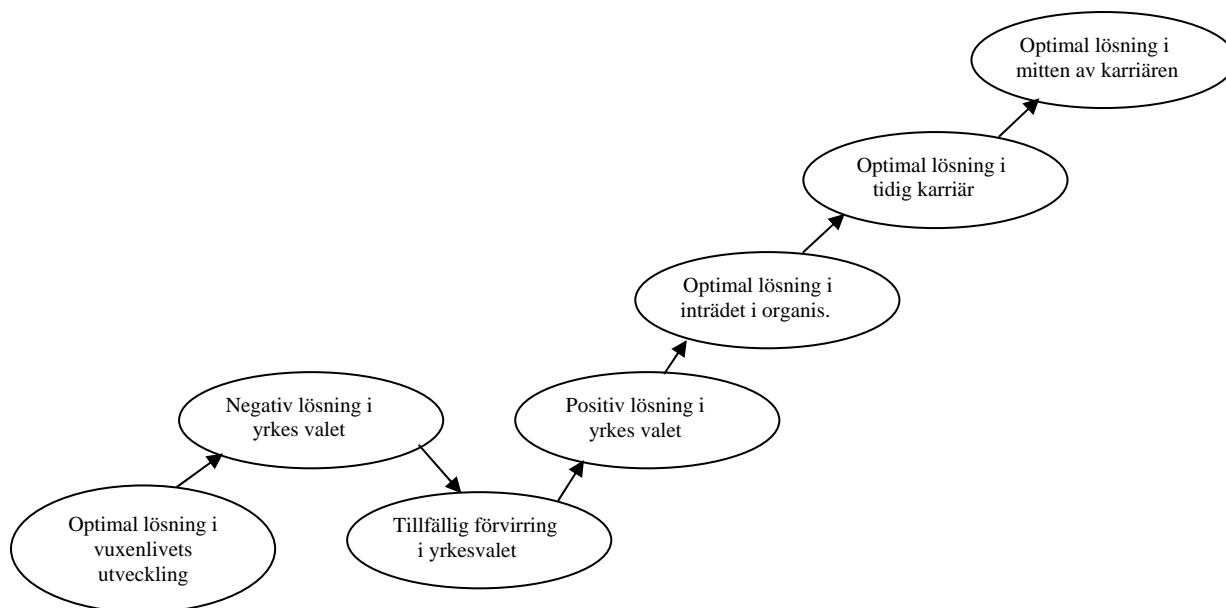 Optimal lösning i
mitten av karriären
Optimal lösning i
tidig karriär
Optimal lösning i
inträdet i organis.
Negativ lösning i
yrkes valet
Positiv lösning i
yrkes valet
Optimal lösning i
vuxenlivets
utveckling
Tillfällig förvirring
i yrkesvalet